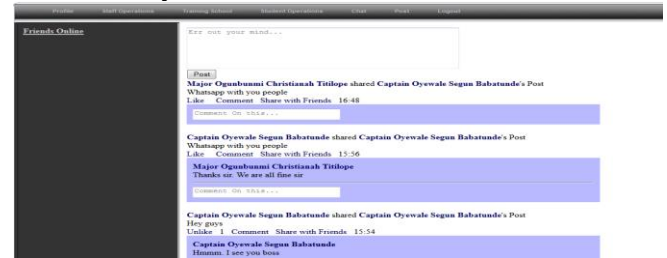 Profile Staff Operations Training School Student Operations Chat Post Logout
Friends Online
Err out your mind...
Post
Major Ogunbunmi Christianah Titilope shared Captain Oyewale Segun Babatunde's Post
Whatsapp with you people
Like Comment Share with Friends 16:48
Comment On this...
Captain Oyewale Segun Babatunde shared Captain Oyewale Segun Babatunde's Post
Whatsapp with you people
Like Comment Share with Friends 15:56
Major Ogunbunmi Christianah Titilope
Thanks sir. We are all fine sir
Comment On this...
Captain Oyewale Segun Babatunde shared Captain Oyewale Segun Babatunde's Post
Hey guys
Unlike 1 Comment Share with Friends 15:54
Captain Oyewale Segun Babatunde
Hmmm. I see you boss